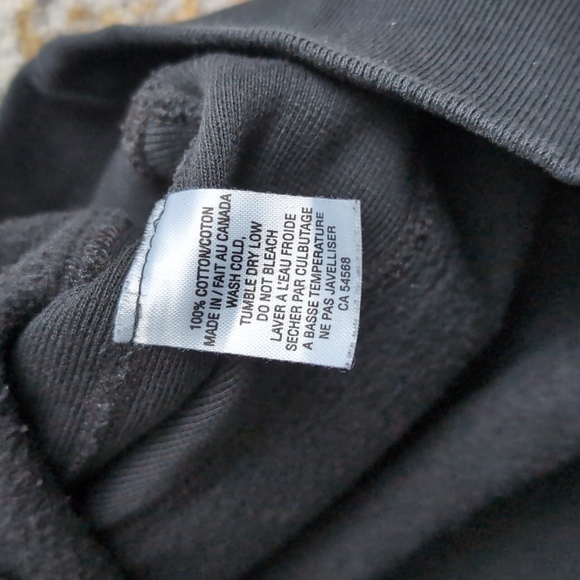 100% COTTON/COTON
MADE IN / FAIT AU CANADA
WASH COLD,
TUMBLE DRY LOW
DO NOT BLEACH
LAVER À L'EAU FROIDE
SECHER PAR CULBUTAGE
A BASSE TEMPERATURE
NE PAS JAVELLISER
CA 54568